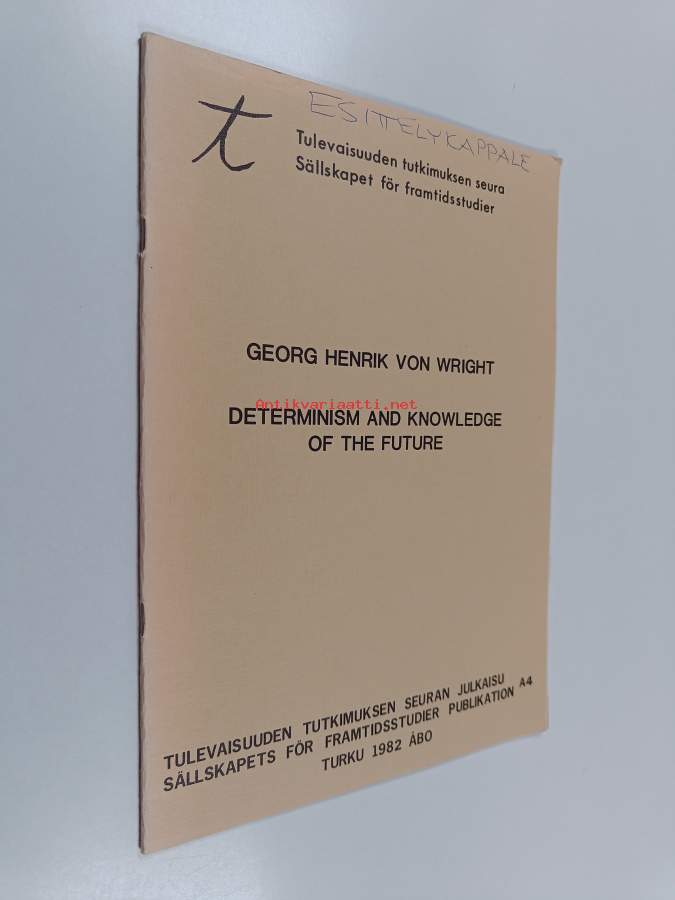 ESITTELYKAPPALE
t
Tulevaisuuden tutkimuksen seura
Sällskapet för framtidsstudier
GEORG HENRIK VON WRIGHT
Antikvariaatti.net
DETERMINISM AND KNOWLEDGE
OF THE FUTURE
TULEVAISUUDEN TUTKIMUKSEN SEURAN JULKAISU
SÄLLSKAPETS FÖR FRAMTIDSSTUDIER PUBLIKATION A4
TURKU 1982 ÅBO